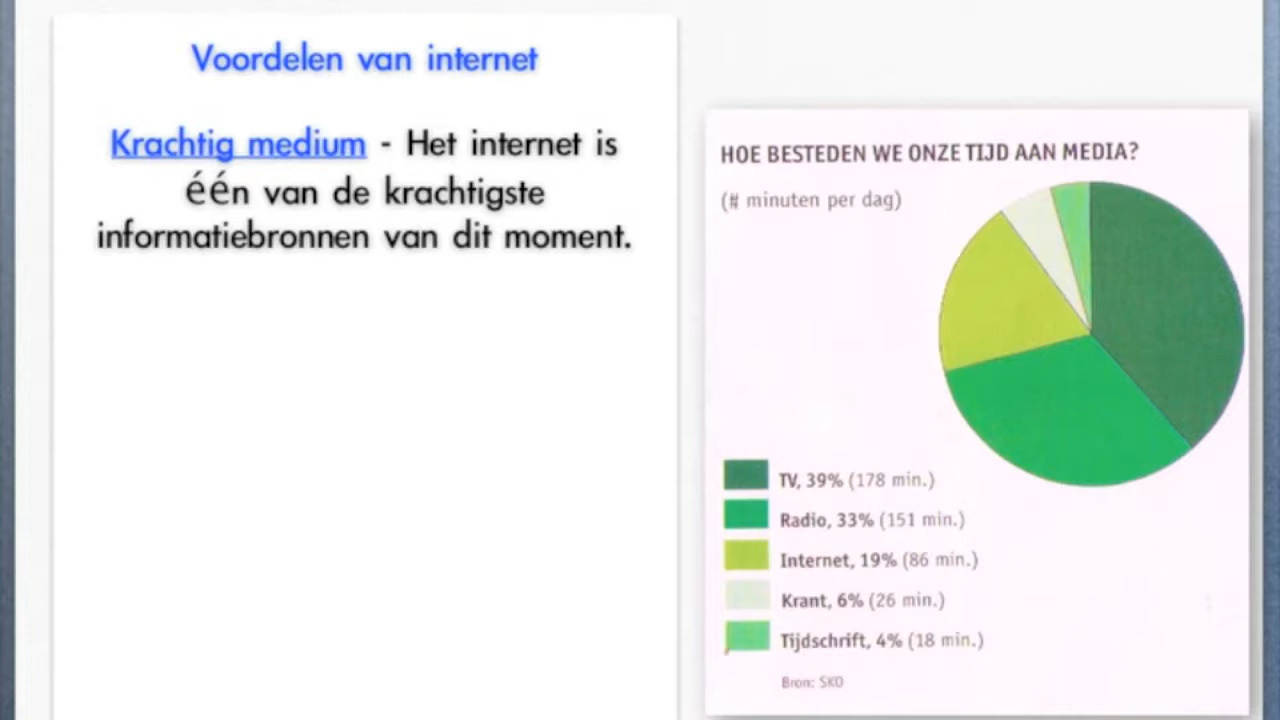 Voordelen van internet
Krachtig medium - Het internet is
één van de krachtigste
informatiebronnen van dit moment.
HOE BESTEDEN WE ONZE TIJD AAN MEDIA?
(# minuten per dag)
TV, 39% (178 min.)
Radio, 33% (151 min.)
Internet, 19% (86 min.)
Krant, 6% (26 min.)
Tijdschrift, 4% (18 min.)
Bron: SKO